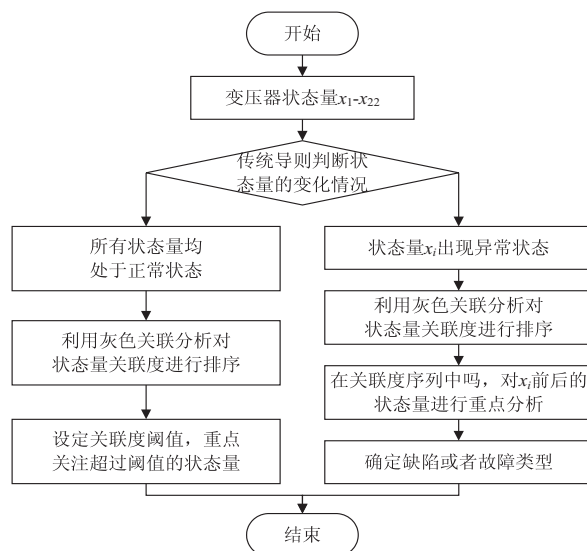 开始
变压器状态量x₁-x₂₂
传统导则判断状
态量的变化情况
所有状态量均
处于正常状态
利用灰色关联分析对
状态量关联度进行排序
设定关联度阈值，重点
关注超过阈值的状态量
状态量xᵢ出现异常状态
利用灰色关联分析对
状态量关联度进行排序
在关联度序列中吗，对xᵢ前后的
状态量进行重点分析
确定缺陷或者故障类型
结束